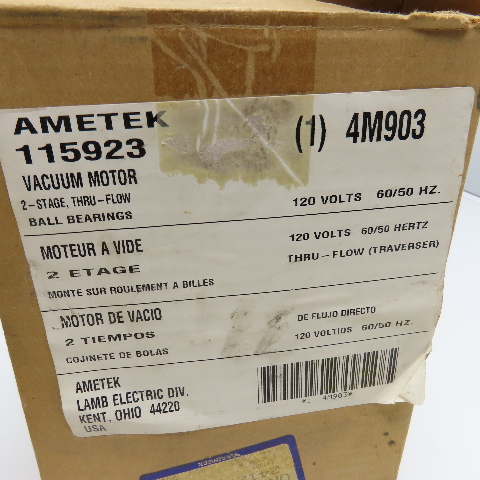 AMETEK
115923
(1) 4M903
VACUUM MOTOR
2-STAGE, THRU-FLOW
BALL BEARINGS
120 VOLTS 60/50 HZ.
MOTEUR A VIDE
2 ETAGE
MONTE SUR ROULEMENT A BILLES
120 VOLTS 60/50 HERTZ
THRU-FLOW (TRAVERSER)
MOTOR DE VACIO
2 TIEMPOS
COJINETE DE BOLAS
DE FLUJO DIRECTO
120 VOLTIOS 60/50 HZ.
AMETEK
LAMB ELECTRIC DIV.
KENT, OHIO 44220
USA